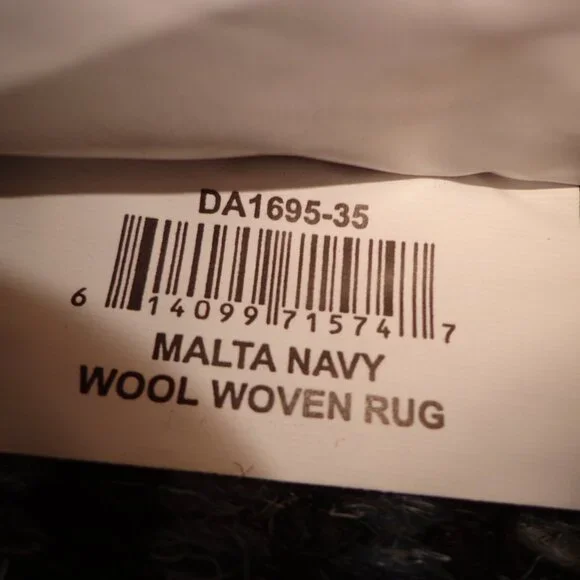 DA1695-35
6 14099 71574 7
MALTA NAVY
WOOL WOVEN RUG